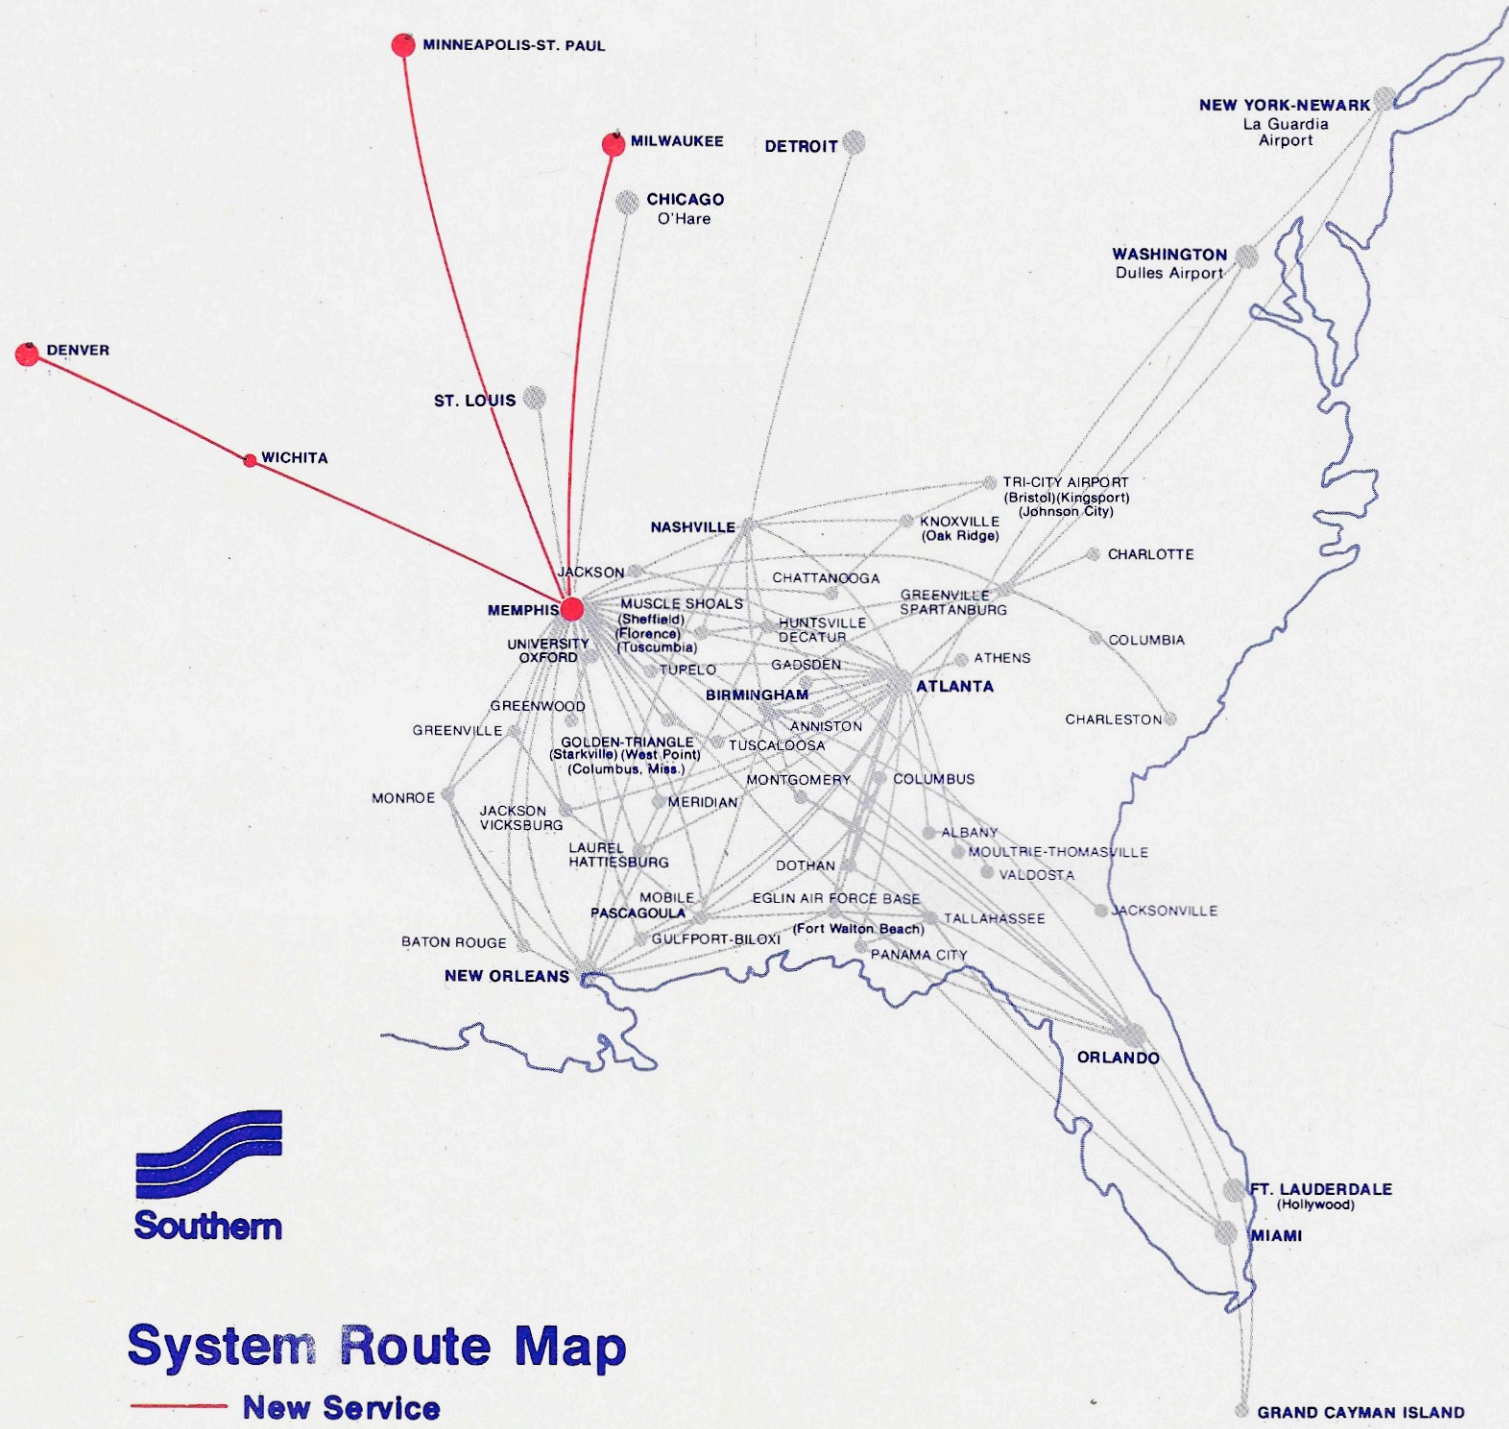 MINNEAPOLIS-ST. PAUL
NEW YORK-NEWARK
La Guardia
Airport
MILWAUKEE
DETROIT
CHICAGO
O'Hare
WASHINGTON
Dulles Airport
DENVER
ST. LOUIS
WICHITA
TRI-CITY AIRPORT
(Bristol)(Kingsport)
(Johnson City)
NASHVILLE
KNOXVILLE
(Oak Ridge)
CHARLOTTE
JACKSON
CHATTANOOGA
GREENVILLE
SPARTANBURG
MEMPHIS
MUSCLE SHOALS
(Sheffield)
(Florence)
(Tuscumbia)
HUNTSVILLE
DECATUR
COLUMBIA
UNIVERSITY
OXFORD
TUPELO
GADSDEN
ATHENS
ATLANTA
BIRMINGHAM
GREENWOOD
CHARLESTON
GREENVILLE
ANNISTON
GOLDEN-TRIANGLE
(Starkville) (West Point)
(Columbus, Miss.)
TUSCALOOSA
MONTGOMERY
COLUMBUS
MONROE
JACKSON
VICKSBURG
MERIDIAN
ALBANY
LAUREL
HATTIESBURG
MOULTRIE-THOMASVILLE
DOTHAN
VALDOSTA
MOBILE
PASCAGOULA
EGLIN AIR FORCE BASE
(Fort Walton Beach)
JACKSONVILLE
TALLAHASSEE
BATON ROUGE
GULFPORT-BILOXI
PANAMA CITY
NEW ORLEANS
ORLANDO
FT. LAUDERDALE
(Hollywood)
MIAMI
Southern
System Route Map
New Service
GRAND CAYMAN ISLAND